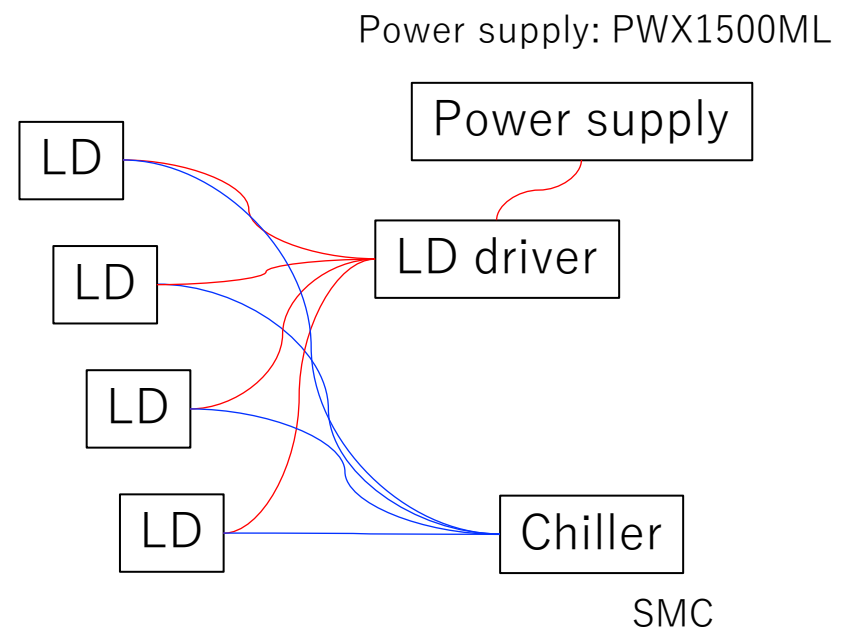 Power supply: PWX1500ML
Power supply
LD
LD driver
LD
LD
LD
Chiller
SMC